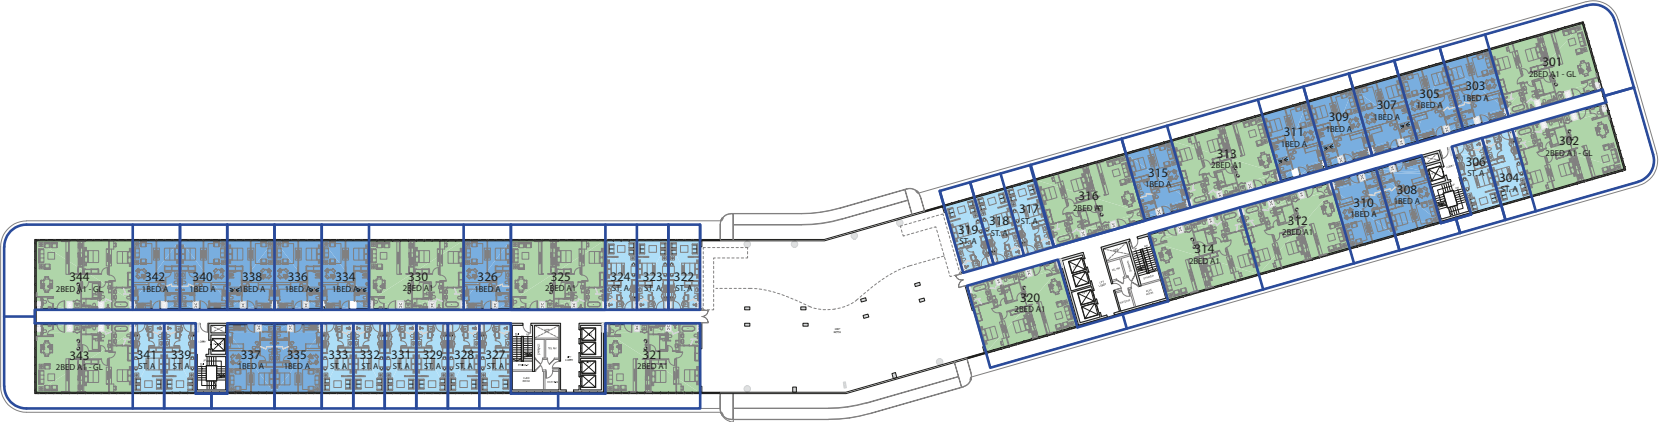 344
2BED A1 - GL
342
1BED A
340
1BED A
338
1BED A
336
1BED A
334
1BED A
330
2BED A1
326
1BED A
325
2BED A1
324
ST. A
323
ST. A
322
ST. A
343
2BED A1 - GL
341
ST. A
339
ST. A
337
1BED A
335
1BED A
333
ST. A
332
ST. A
331
ST. A
329
ST. A
328
ST. A
327
ST. A
321
2BED A1
319
ST. A
318
ST. A
317
ST. A
316
2BED A1
315
1BED A
313
2BED A1
311
1BED A
309
1BED A
307
1BED A
305
1BED A
303
1BED A
301
2BED A1 - GL
320
2BED A1
314
2BED A1
312
2BED A1
310
1BED A
308
1BED A
306
ST. A
304
ST. A
302
2BED A1 - GL